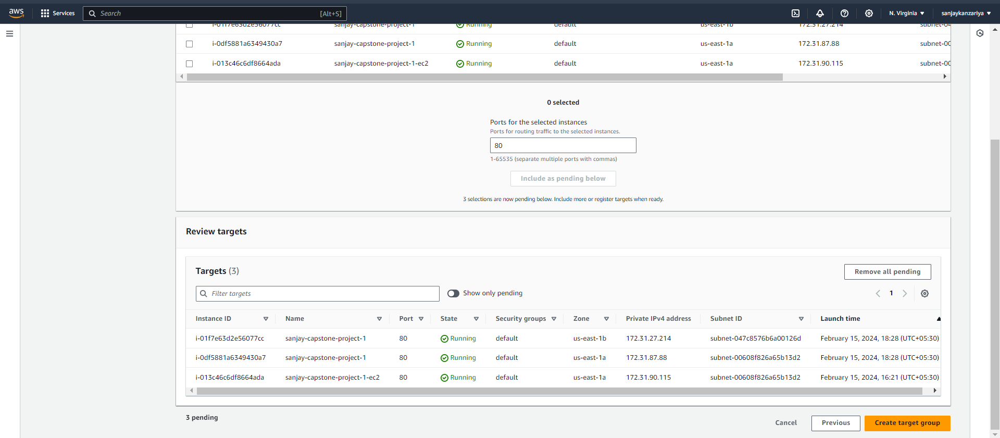 aws Services Search [Alt+S] N. Virginia sanjaykanzariya
i-01f7e63d2e56077cc sanjay-capstone-project-1 Running default us-east-1b 172.31.27.214 subnet-04
i-0df5881a6349430a7 sanjay-capstone-project-1 Running default us-east-1a 172.31.87.88 subnet-00
i-013c46c6df8664ada sanjay-capstone-project-1-ec2 Running default us-east-1a 172.31.90.115 subnet-00
0 selected
Ports for the selected instances
Ports for routing traffic to the selected instances.
80
1-65535 (separate multiple ports with commas)
Include as pending below
3 selections are now pending below. Include more or register targets when ready.
Review targets
Targets (3) Remove all pending
Filter targets Show only pending 1
Instance ID Name Port State Security groups Zone Private IPv4 address Subnet ID Launch time
i-01f7e63d2e56077cc sanjay-capstone-project-1 80 Running default us-east-1b 172.31.27.214 subnet-047c8576b6a00126d February 15, 2024, 18:28 (UTC+05:30)
i-0df5881a6349430a7 sanjay-capstone-project-1 80 Running default us-east-1a 172.31.87.88 subnet-00608f826a65b13d2 February 15, 2024, 18:28 (UTC+05:30)
i-013c46c6df8664ada sanjay-capstone-project-1-ec2 80 Running default us-east-1a 172.31.90.115 subnet-00608f826a65b13d2 February 15, 2024, 16:21 (UTC+05:30)
3 pending
Cancel Previous Create target group